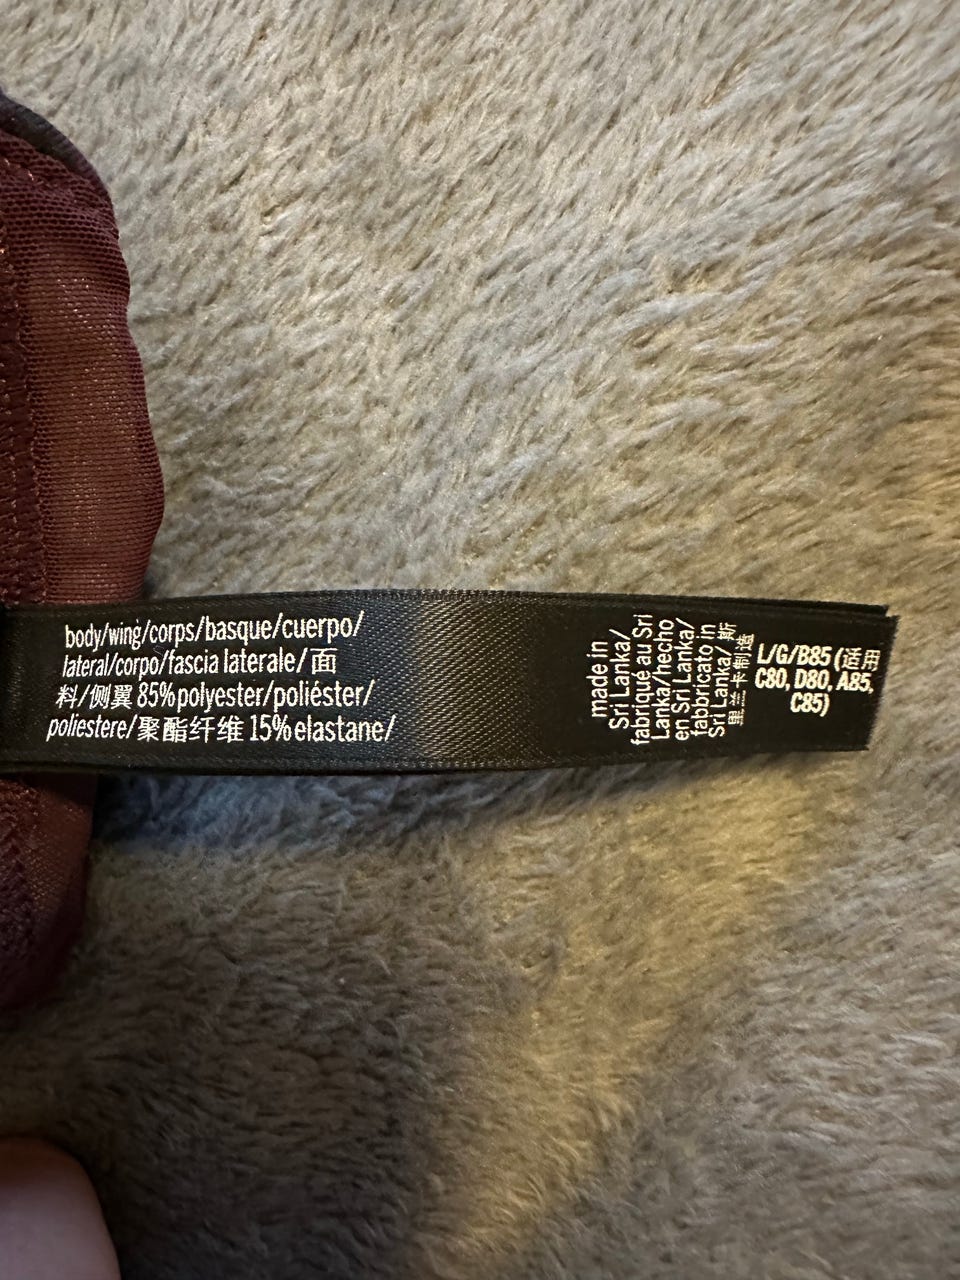 body/wing/corps/basque/cuerpo/
lateral/corpo/fascia laterale/面
料/侧翼 85%polyester/poliéster/
poliestere/聚酯纤维 15%elastane/
made in
Sri Lanka/
fabriqué au Sri
Lanka/hecho
en Sri Lanka/
fabbricato in
Sri Lanka/ 斯
里兰卡制造
L/G/B85 (适用
C80, D80, A85,
C85)